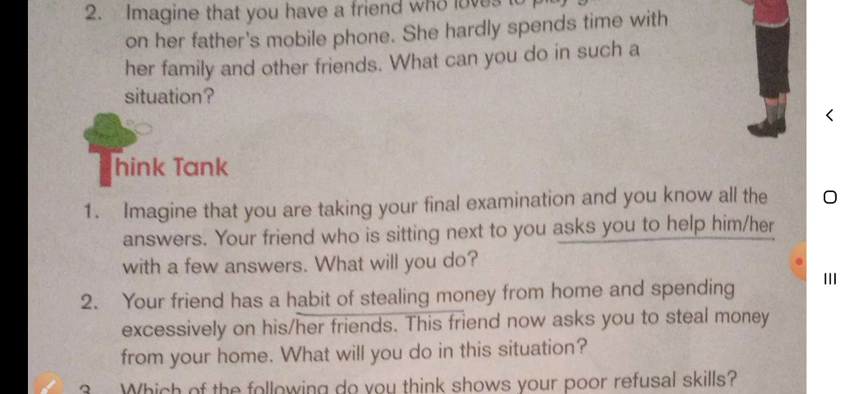 2. Imagine that you have a friend who loves to play
on her father's mobile phone. She hardly spends time with
her family and other friends. What can you do in such a
situation?
Think Tank
1. Imagine that you are taking your final examination and you know all the
answers. Your friend who is sitting next to you asks you to help him/her
with a few answers. What will you do?
2. Your friend has a habit of stealing money from home and spending
excessively on his/her friends. This friend now asks you to steal money
from your home. What will you do in this situation?
3. Which of the following do you think shows your poor refusal skills?